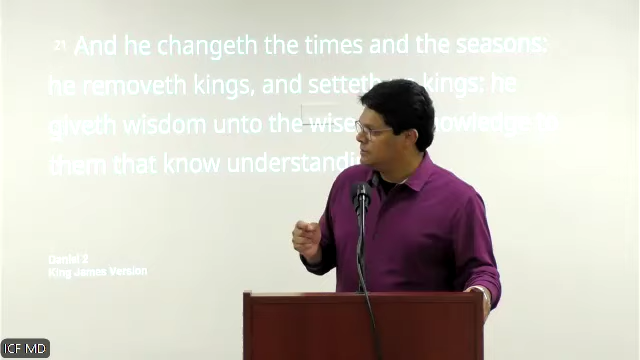 21 And he changeth the times and the seasons:
he removeth kings, and setteth kings: he
giveth wisdom unto the wise
them that know
Daniel 2
King James Version
ICF MD